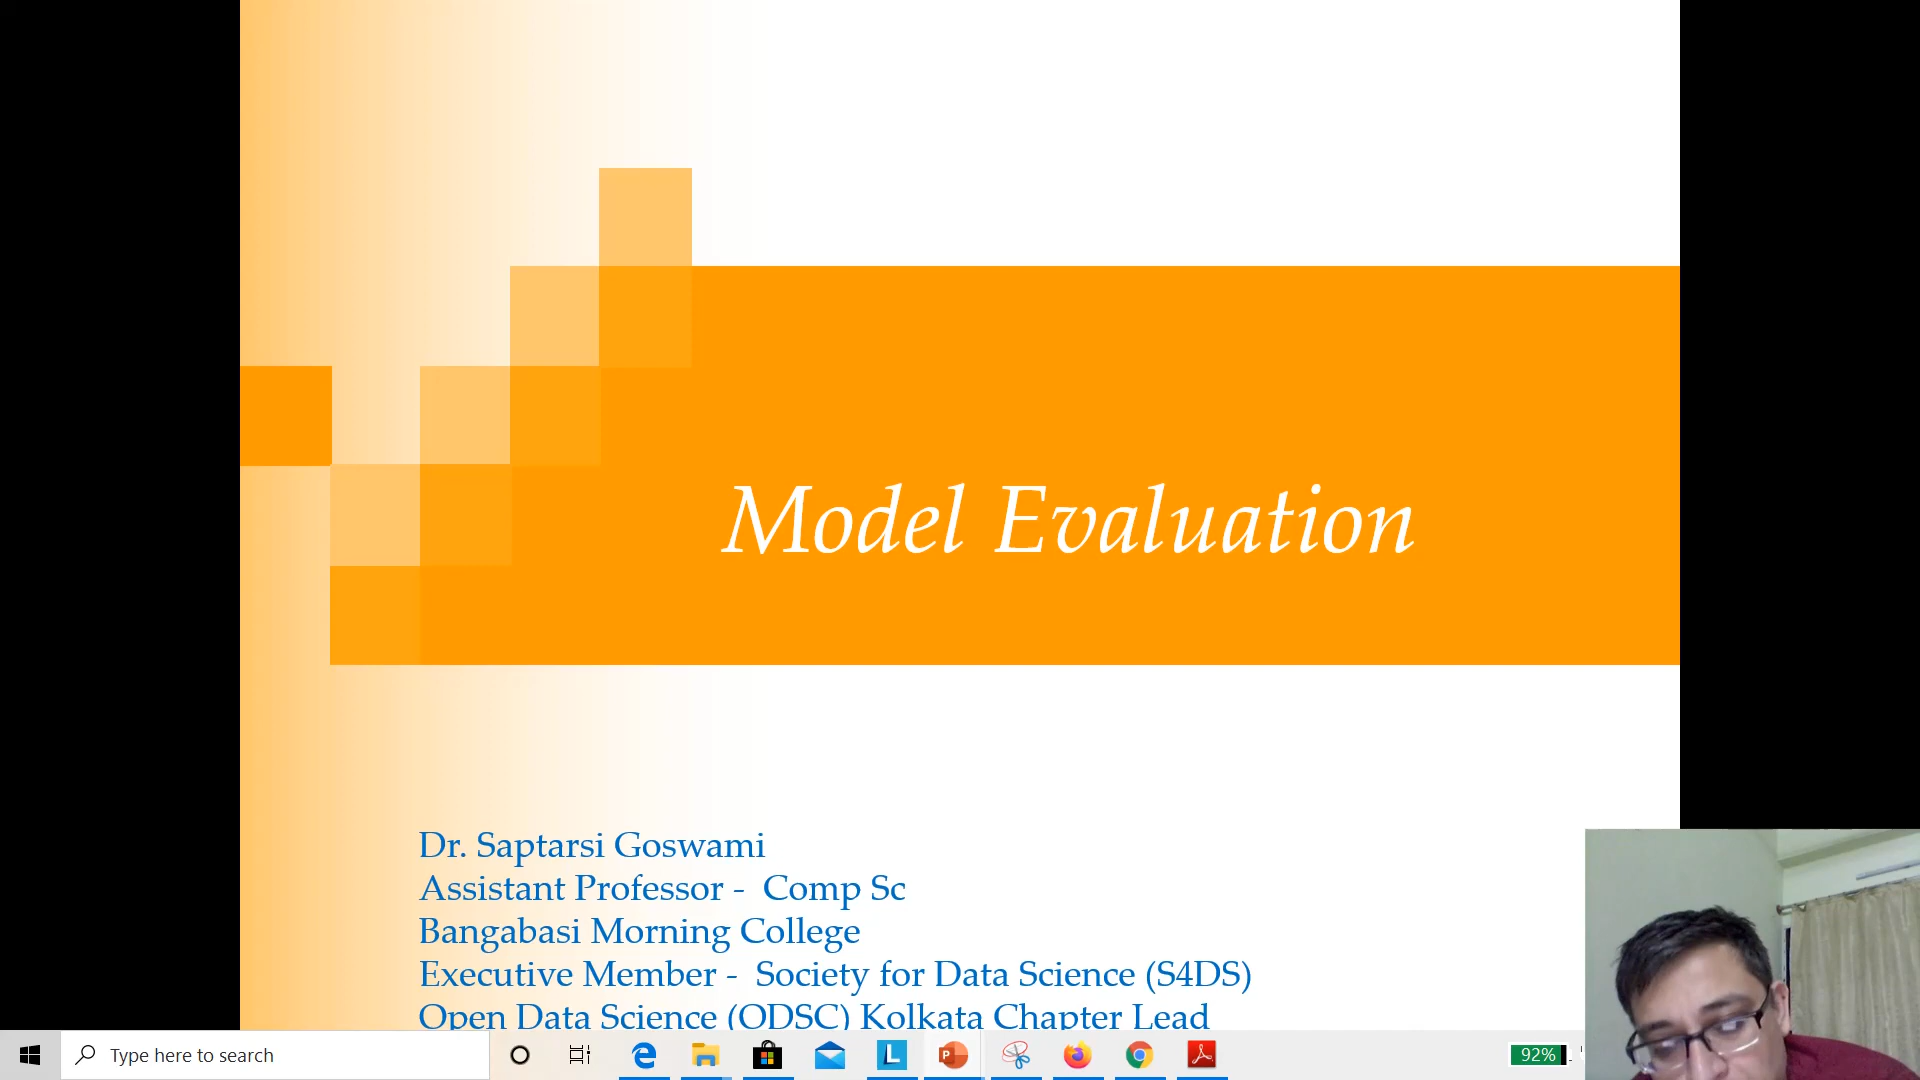 Model Evaluation
Dr. Saptarsi Goswami
Assistant Professor - Comp Sc
Bangabasi Morning College
Executive Member - Society for Data Science (S4DS)
Open Data Science (ODSC) Kolkata Chapter Lead
Type here to search
L
P
92%